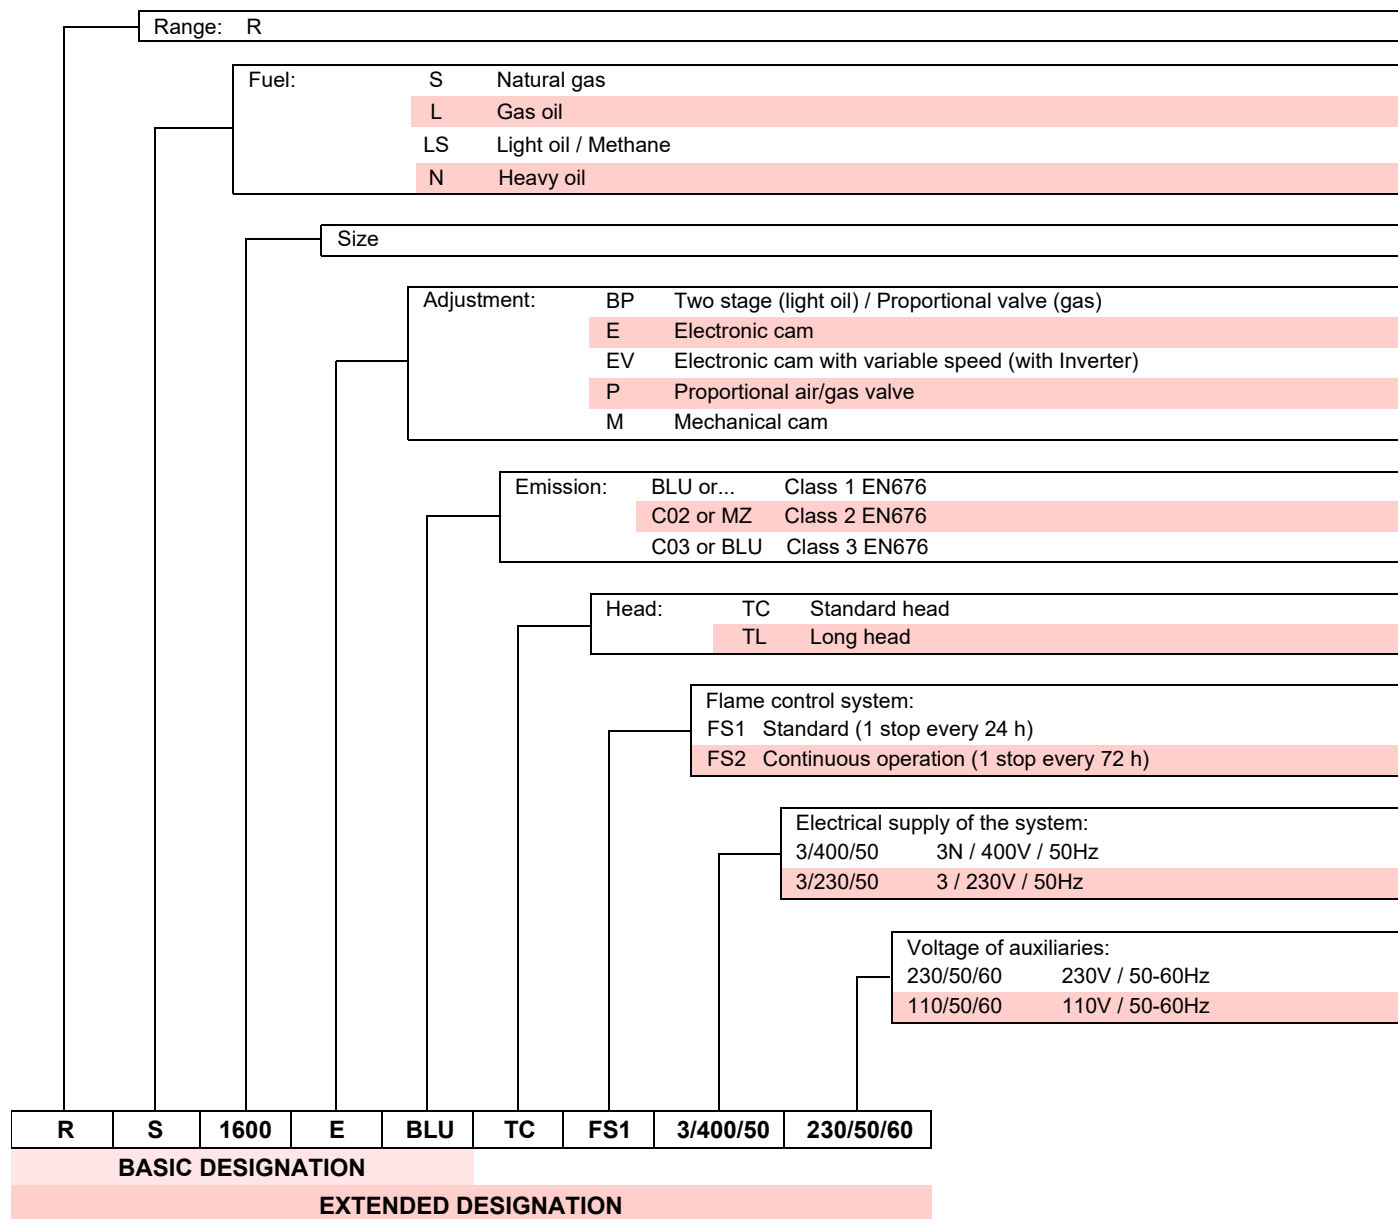 Range: R
Fuel: S Natural gas
L Gas oil
LS Light oil / Methane
N Heavy oil
Size
Adjustment: BP Two stage (light oil) / Proportional valve (gas)
E Electronic cam
EV Electronic cam with variable speed (with Inverter)
P Proportional air/gas valve
M Mechanical cam
Emission: BLU or... Class 1 EN676
C02 or MZ Class 2 EN676
C03 or BLU Class 3 EN676
Head: TC Standard head
TL Long head
Flame control system:
FS1 Standard (1 stop every 24 h)
FS2 Continuous operation (1 stop every 72 h)
Electrical supply of the system:
3/400/50 3N / 400V / 50Hz
3/230/50 3 / 230V / 50Hz
Voltage of auxiliaries:
230/50/60 230V / 50-60Hz
110/50/60 110V / 50-60Hz
R S 1600 E BLU TC FS1 3/400/50 230/50/60
BASIC DESIGNATION
EXTENDED DESIGNATION